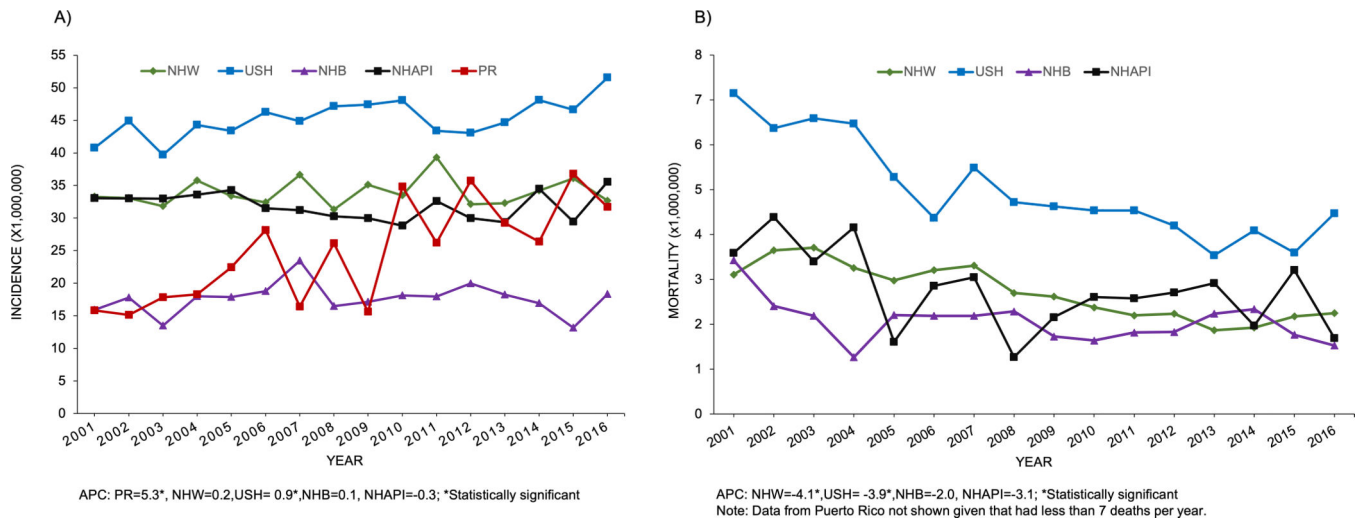 A)
INCIDENCE (X1,000,000)
55
50
45
40
35
30
25
20
15
10
5
0
NHW USH NHB NHAPI PR
2001 2002 2003 2004 2005 2006 2007 2008 2009 2010 2011 2012 2013 2014 2015 2016
YEAR
APC: PR=5.3*, NHW=0.2,USH= 0.9*,NHB=0.1, NHAPI=-0.3; *Statistically significant
B)
MORTALITY (x1,000,000)
8
7
6
5
4
3
2
1
0
NHW USH NHB NHAPI
2001 2002 2003 2004 2005 2006 2007 2008 2009 2010 2011 2012 2013 2014 2015 2016
YEAR
APC: NHW=-4.1*,USH= -3.9*,NHB=-2.0, NHAPI=-3.1; *Statistically significant
Note: Data from Puerto Rico not shown given that had less than 7 deaths per year.